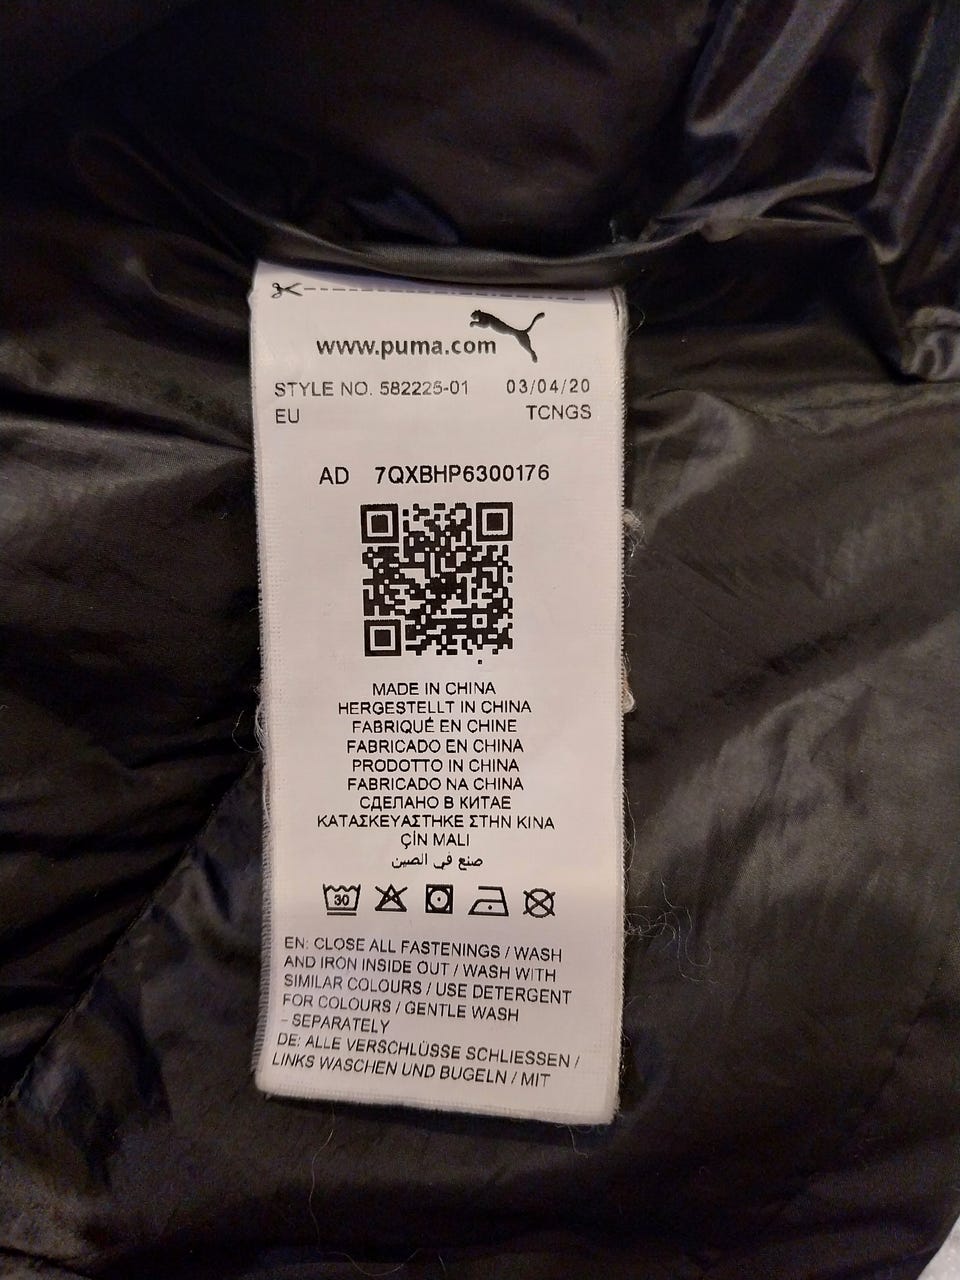 www.puma.com
STYLE NO. 582225-01 03/04/20
EU TCNGS
AD 7QXBHP6300176
MADE IN CHINA
HERGESTELLT IN CHINA
FABRIQUÉ EN CHINE
FABRICADO EN CHINA
PRODOTTO IN CHINA
FABRICADO NA CHINA
СДЕЛАНО В КИТАЕ
ΚΑΤΑΣΚΕΥΑΣΤΗΚΕ ΣΤΗΝ ΚΙΝΑ
ÇİN MALI
صنع في الصين
30
EN: CLOSE ALL FASTENINGS / WASH
AND IRON INSIDE OUT / WASH WITH
SIMILAR COLOURS / USE DETERGENT
FOR COLOURS / GENTLE WASH
- SEPARATELY
DE: ALLE VERSCHLÜSSE SCHLIESSEN /
LINKS WASCHEN UND BUGELN / MIT